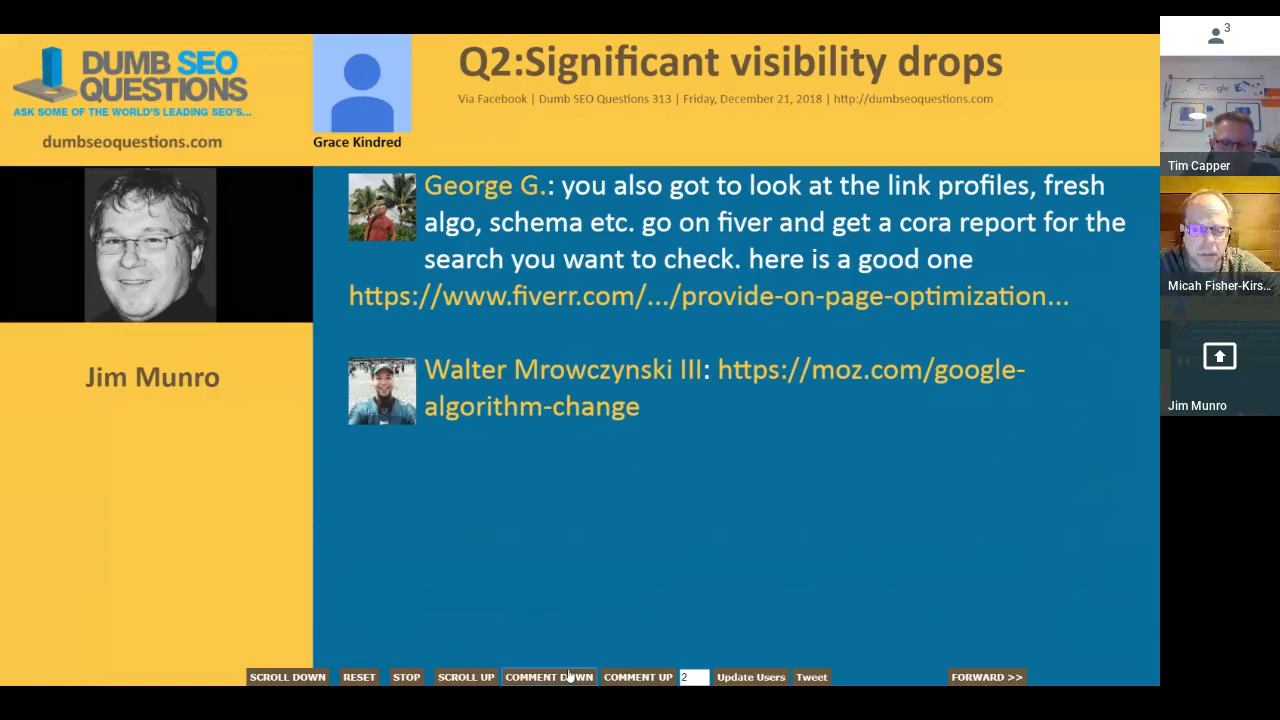 DUMB SEO
QUESTIONS
ASK SOME OF THE WORLD'S LEADING SEO'S...
dumbseoquestions.com
Grace Kindred
Q2:Significant visibility drops
Via Facebook | Dumb SEO Questions 313 | Friday, December 21, 2018 | http://dumbseoquestions.com
Jim Munro
George G.: you also got to look at the link profiles, fresh
algo, schema etc. go on fiver and get a cora report for the
search you want to check. here is a good one
https://www.fiverr.com/.../provide-on-page-optimization...
Walter Mrowczynski III: https://moz.com/google-
algorithm-change
SCROLL DOWN RESET STOP SCROLL UP COMMENT DOWN COMMENT UP 2 Update Users Tweet FORWARD >>
3
Google
Tim Capper
Micah Fisher-Kirs...
Jim Munro